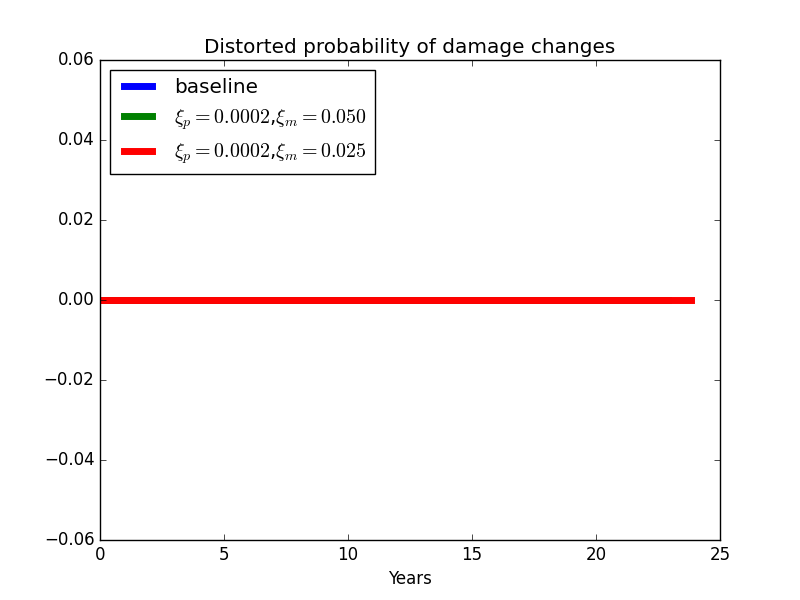 Distorted probability of damage changes
baseline
ξₚ = 0.0002,ξₘ = 0.050
ξₚ = 0.0002,ξₘ = 0.025
0.06
0.04
0.02
0.00
−0.02
−0.04
−0.06
0 5 10 15 20 25
Years